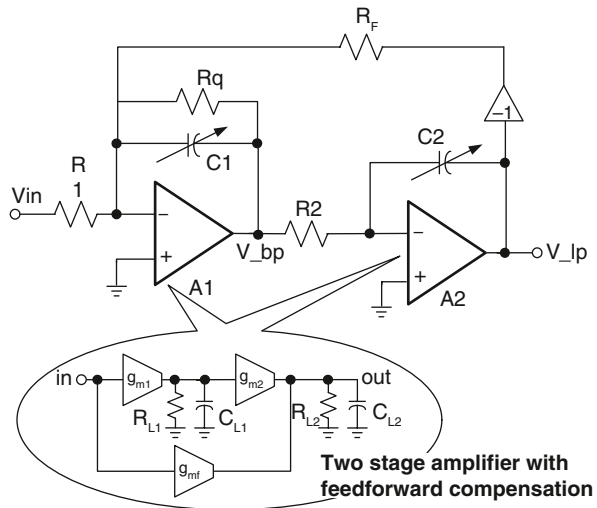 R_F
Rq
−1
C1
C2
R
1
Vin
R2
−
−
V_bp
V_lp
+
+
A1
A2
in
g_m1
g_m2
out
R_L1
C_L1
R_L2
C_L2
g_mf
Two stage amplifier with
feedforward compensation